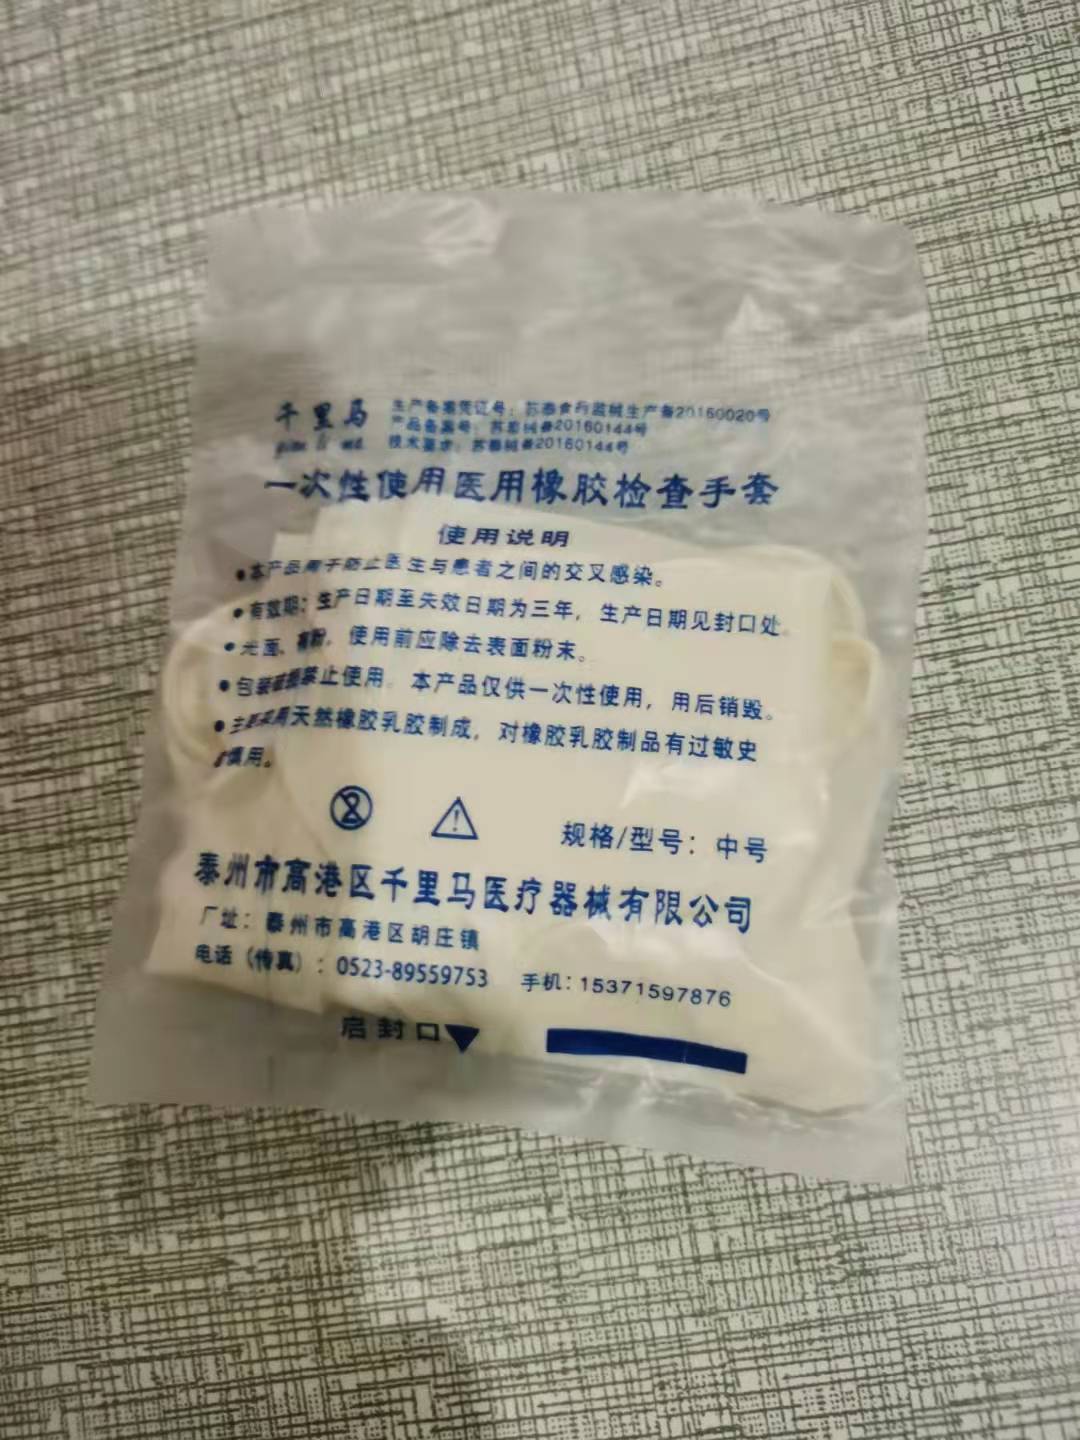 千里马
qian li ma
生产备案凭证号：苏泰食药监械生产备20160020号
产品备案号：苏泰械备20160144号
技术要求：苏泰械备20160144号
一次性使用医用橡胶检查手套
使用说明
●本产品用于防止医生与患者之间的交叉感染。
●有效期：生产日期至失效日期为三年，生产日期见封口处。
●光面、有粉，使用前应除去表面粉末。
●包装破损禁止使用。本产品仅供一次性使用，用后销毁。
●主要采用天然橡胶乳胶制成，对橡胶乳胶制品有过敏史
慎用。
2
!
规格/型号：中号
泰州市高港区千里马医疗器械有限公司
厂址：泰州市高港区胡庄镇
电话（传真）：0523-89559753 手机：15371597876
启封口▼